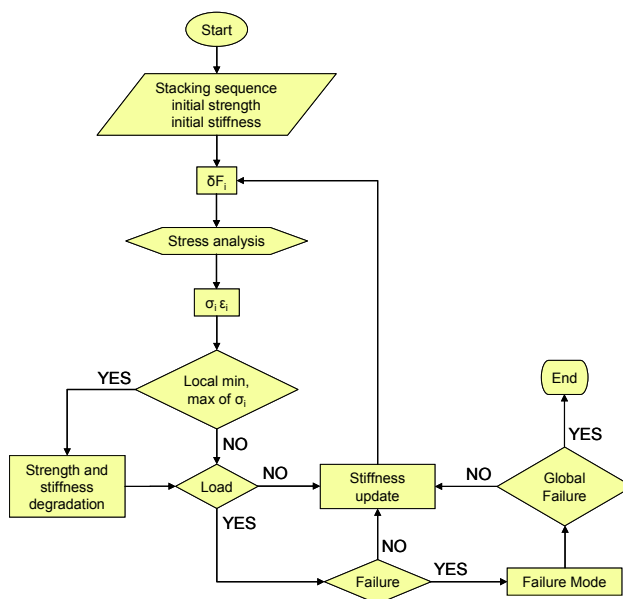 Start
Stacking sequence
initial strength
initial stiffness
δFᵢ
Stress analysis
σᵢ εᵢ
YES
Local min,
max of σᵢ
End
NO
YES
Strength and
stiffness
degradation
Load
NO
Stiffness
update
NO
Global
Failure
YES
NO
Failure
YES
Failure Mode